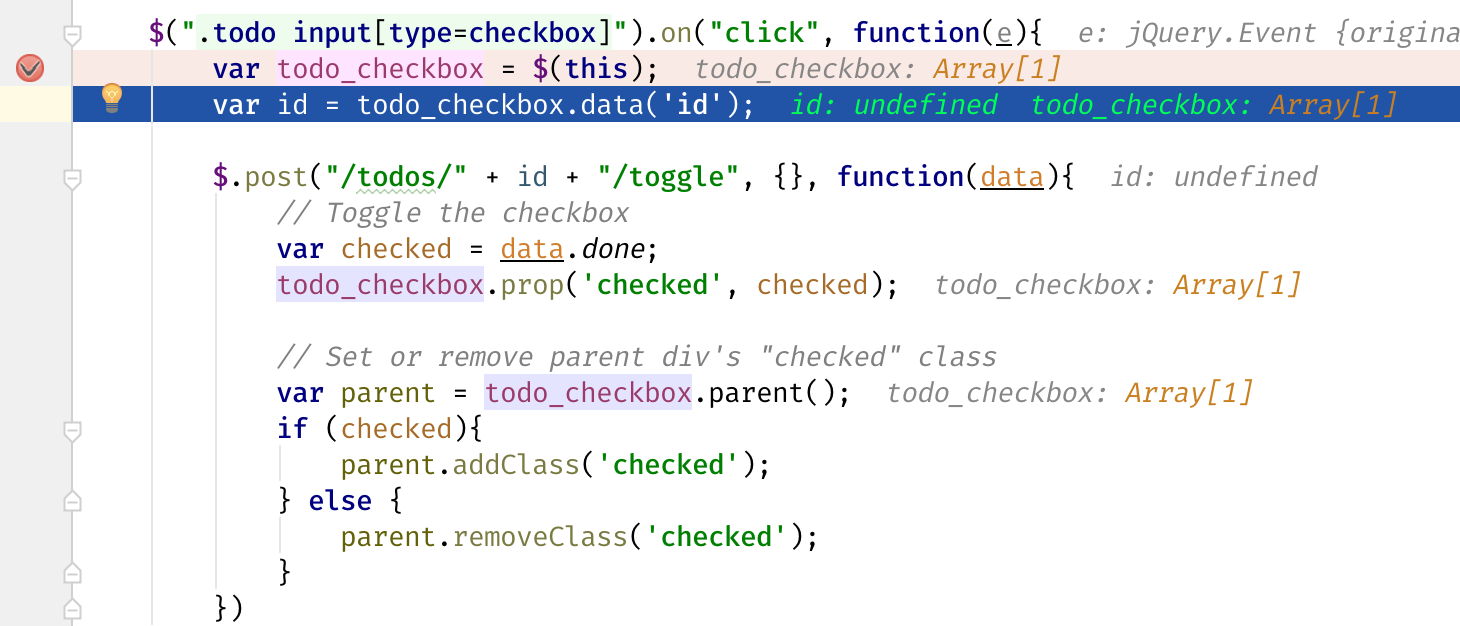 $(".todo input[type=checkbox]").on("click", function(e){  e: jQuery.Event {origina
var todo_checkbox = $(this);  todo_checkbox: Array[1]
var id = todo_checkbox.data('id');  id: undefined  todo_checkbox: Array[1]
$.post("/todos/" + id + "/toggle", {}, function(data){  id: undefined
// Toggle the checkbox
var checked = data.done;
todo_checkbox.prop('checked', checked);  todo_checkbox: Array[1]
// Set or remove parent div's "checked" class
var parent = todo_checkbox.parent();  todo_checkbox: Array[1]
if (checked){
parent.addClass('checked');
} else {
parent.removeClass('checked');
}
})